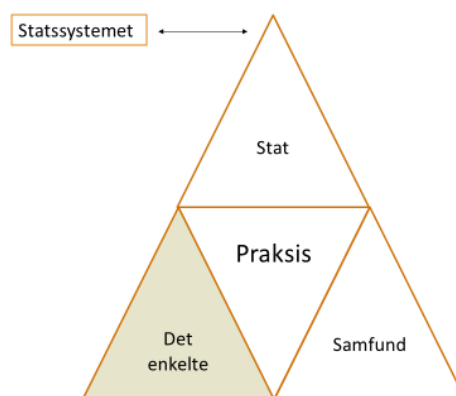 Statssystemet
Stat
Praksis
Det
enkelte
Samfund